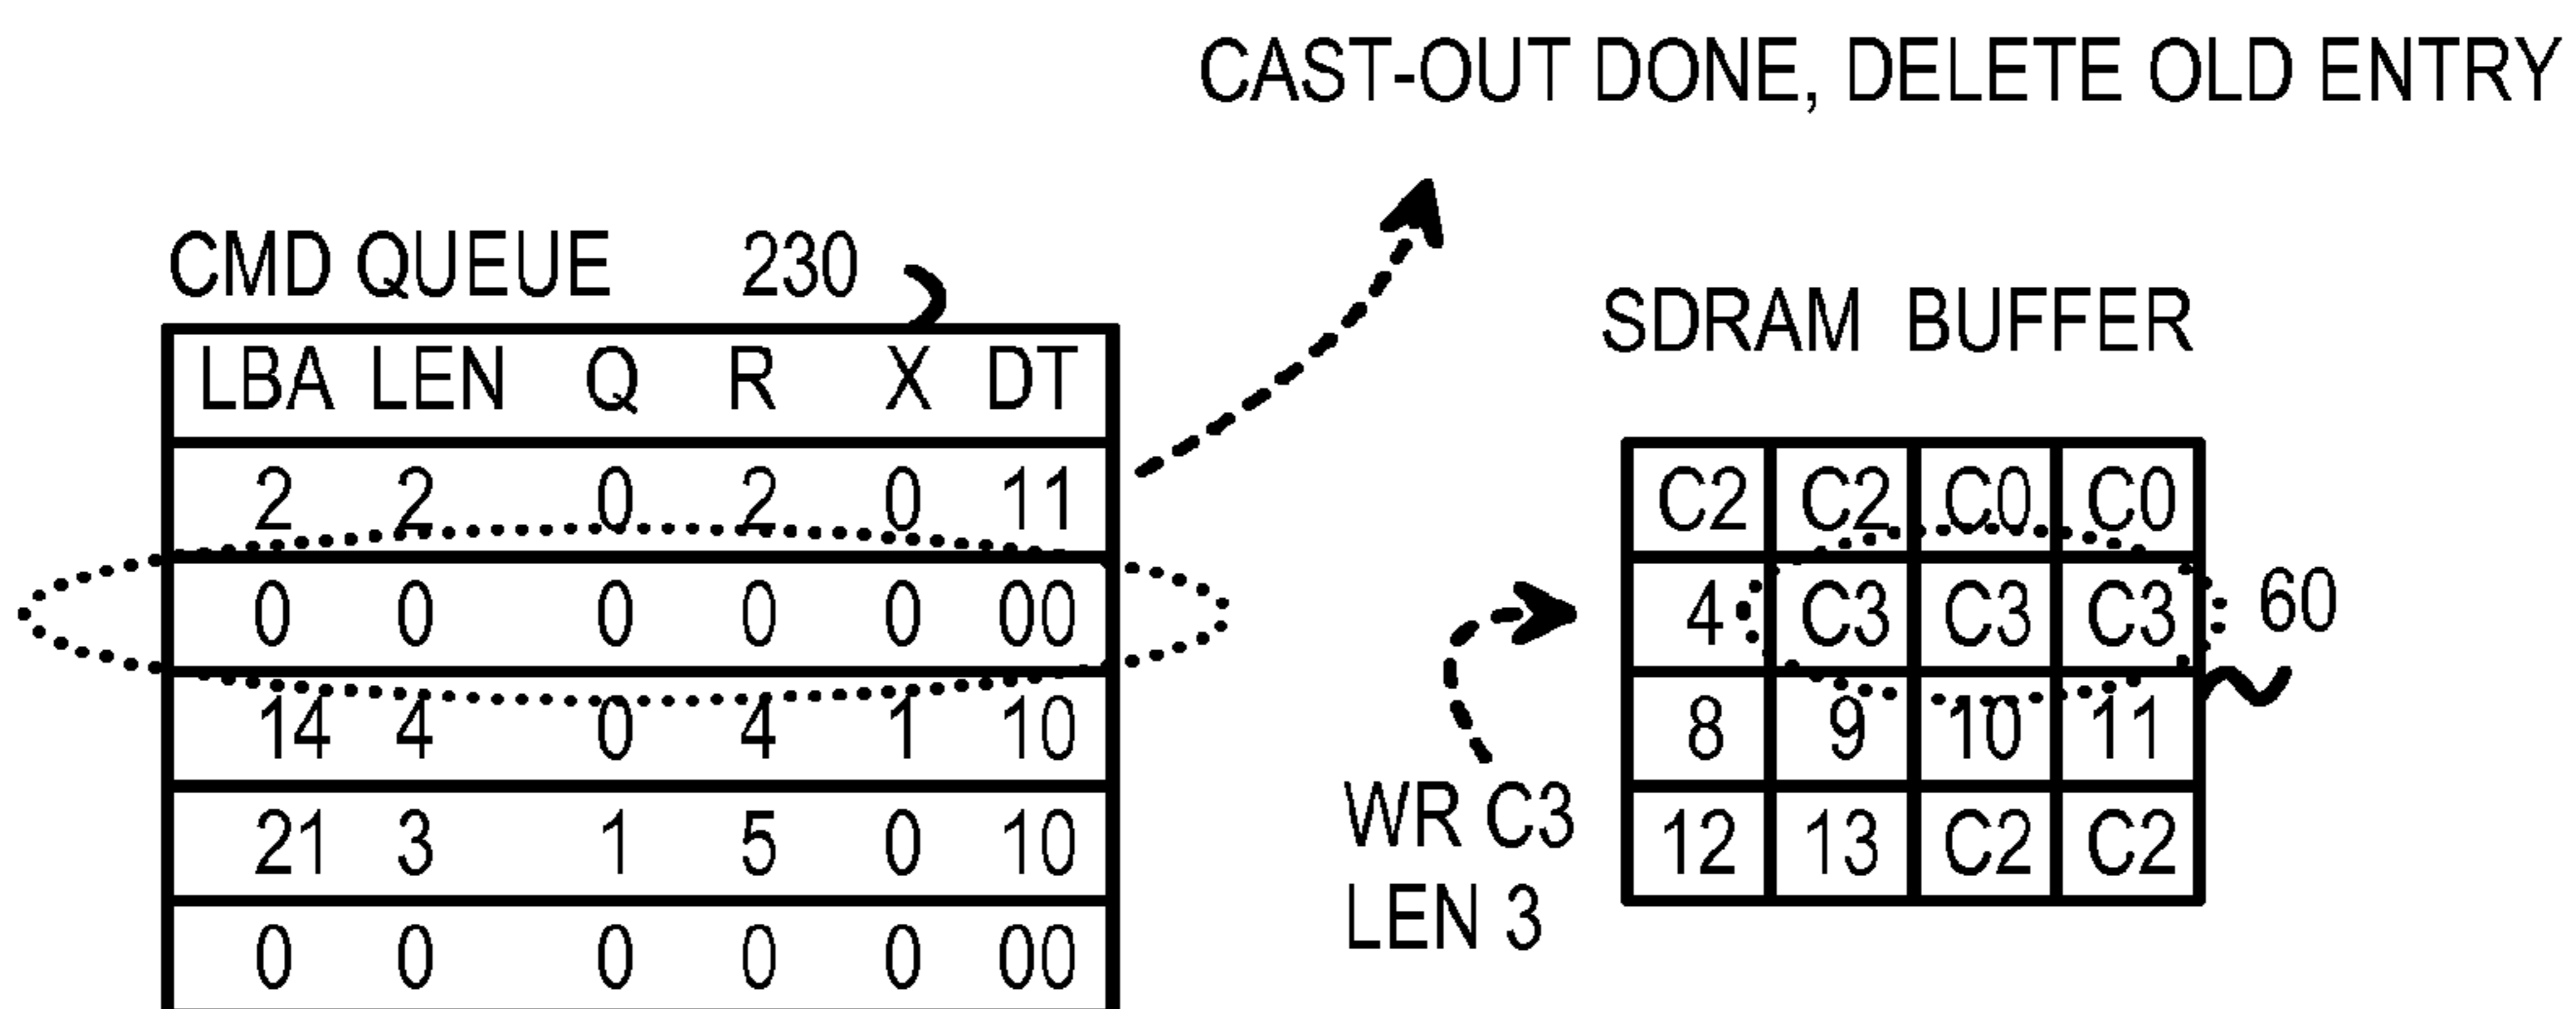 CAST-OUT DONE, DELETE OLD ENTRY
CMD QUEUE 230
LBA LEN Q R X DT
2 2 0 2 0 11
0 0 0 0 0 00
14 4 0 4 1 10
21 3 1 5 0 10
0 0 0 0 0 00
WR C3
LEN 3
SDRAM BUFFER
C2 C2 C0 C0
4 C3 C3 C3
8 9 10 11
12 13 C2 C2
60